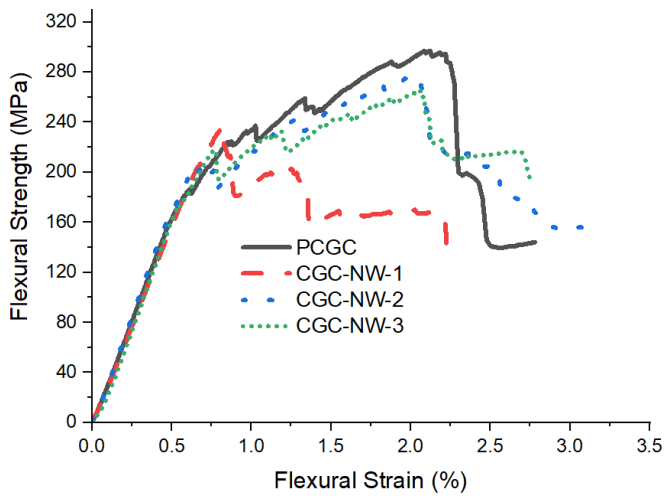 Flexural Strength (MPa)
320
280
240
200
160
120
80
40
0
PCGC
CGC-NW-1
CGC-NW-2
CGC-NW-3
0.0 0.5 1.0 1.5 2.0 2.5 3.0 3.5
Flexural Strain (%)